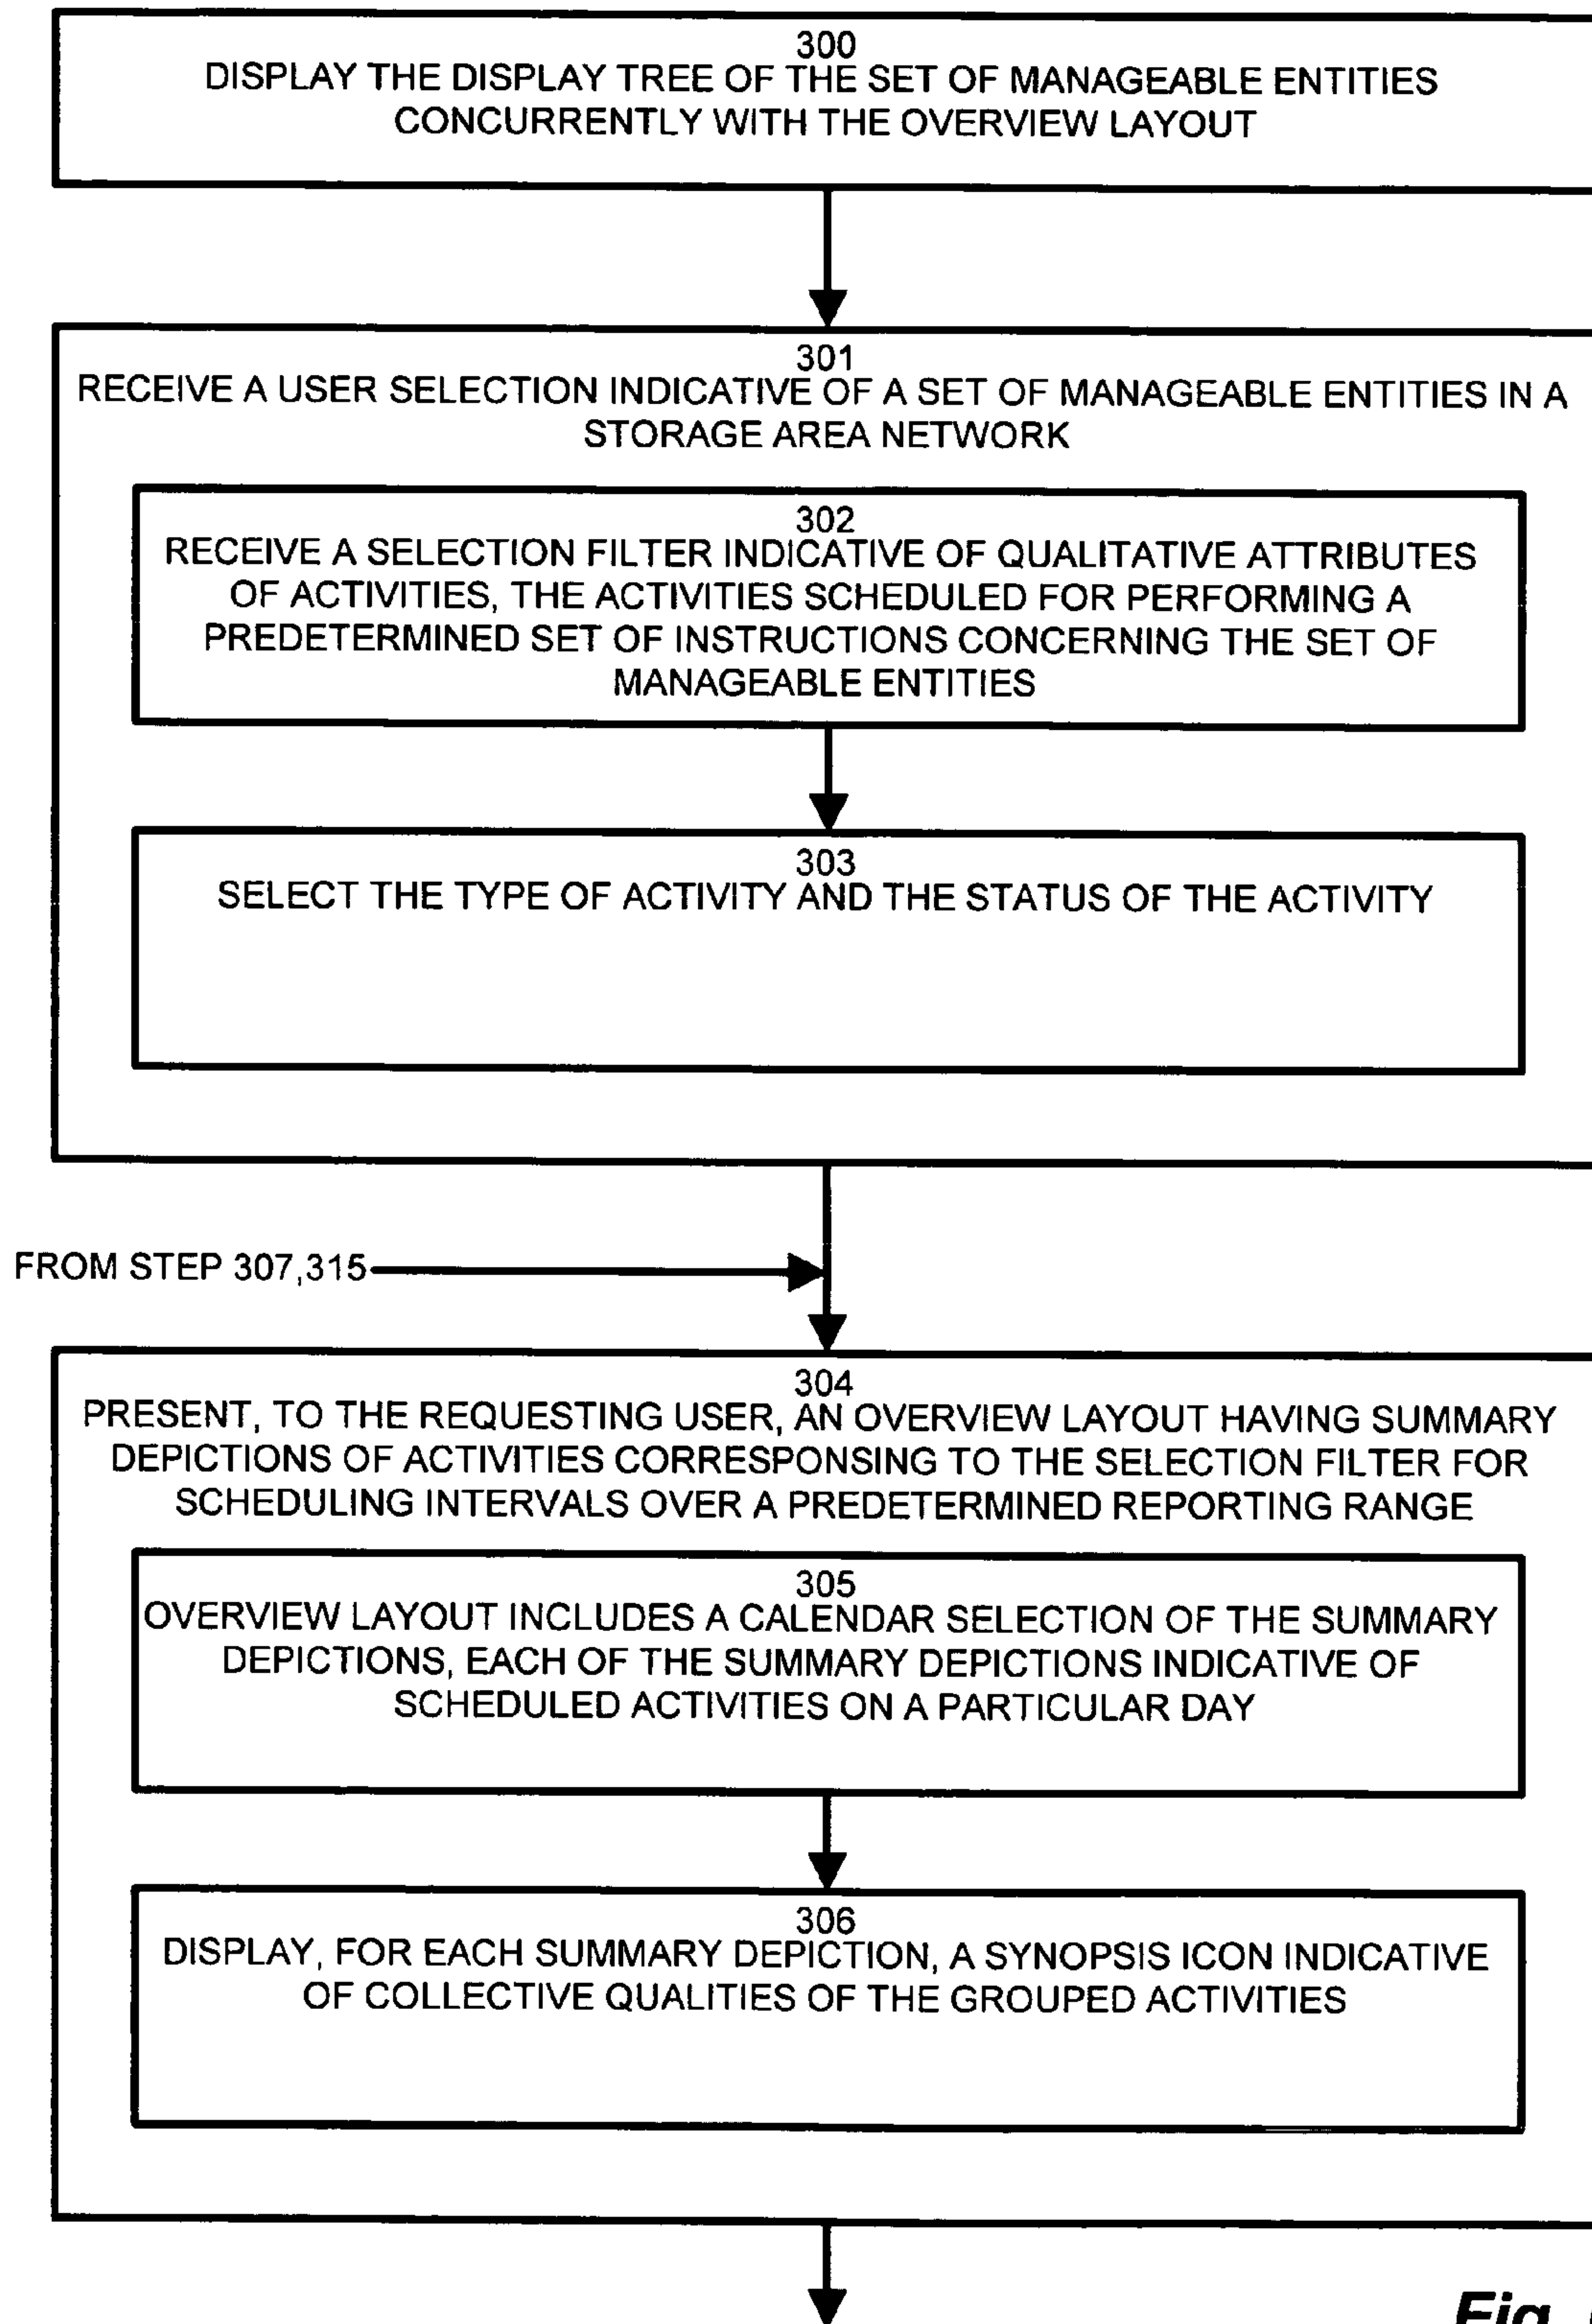 300
DISPLAY THE DISPLAY TREE OF THE SET OF MANAGEABLE ENTITIES
CONCURRENTLY WITH THE OVERVIEW LAYOUT
301
RECEIVE A USER SELECTION INDICATIVE OF A SET OF MANAGEABLE ENTITIES IN A
STORAGE AREA NETWORK
302
RECEIVE A SELECTION FILTER INDICATIVE OF QUALITATIVE ATTRIBUTES
OF ACTIVITIES, THE ACTIVITIES SCHEDULED FOR PERFORMING A
PREDETERMINED SET OF INSTRUCTIONS CONCERNING THE SET OF
MANAGEABLE ENTITIES
303
SELECT THE TYPE OF ACTIVITY AND THE STATUS OF THE ACTIVITY
FROM STEP 307,315
304
PRESENT, TO THE REQUESTING USER, AN OVERVIEW LAYOUT HAVING SUMMARY
DEPICTIONS OF ACTIVITIES CORRESPONSING TO THE SELECTION FILTER FOR
SCHEDULING INTERVALS OVER A PREDETERMINED REPORTING RANGE
305
OVERVIEW LAYOUT INCLUDES A CALENDAR SELECTION OF THE SUMMARY
DEPICTIONS, EACH OF THE SUMMARY DEPICTIONS INDICATIVE OF
SCHEDULED ACTIVITIES ON A PARTICULAR DAY
306
DISPLAY, FOR EACH SUMMARY DEPICTION, A SYNOPSIS ICON INDICATIVE
OF COLLECTIVE QUALITIES OF THE GROUPED ACTIVITIES
Fig.